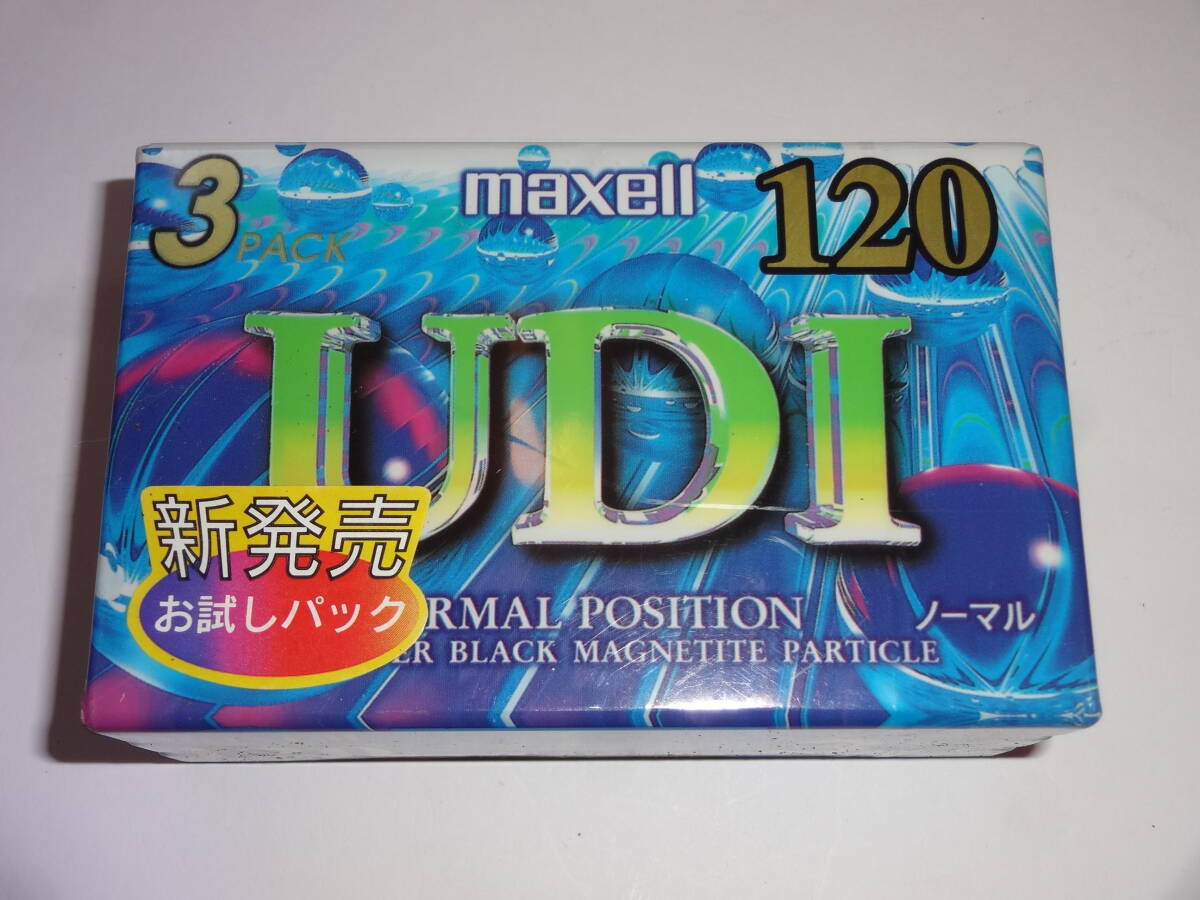 3 PACK
maxell
120
UDI
新発売
お試しパック
RMAL POSITION ノーマル
ER BLACK MAGNETITE PARTICLE